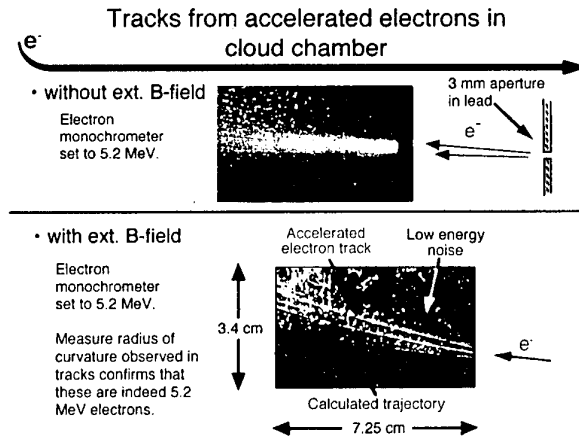 Tracks from accelerated electrons in
cloud chamber
e-
• without ext. B-field
Electron
monochrometer
set to 5.2 MeV.
3 mm aperture
in lead
e-
• with ext. B-field
Electron
monochrometer
set to 5.2 MeV.
Measure radius of
curvature observed in
tracks confirms that
these are indeed 5.2
MeV electrons.
Accelerated
electron track
Low energy
noise
3.4 cm
e-
Calculated trajectory
7.25 cm